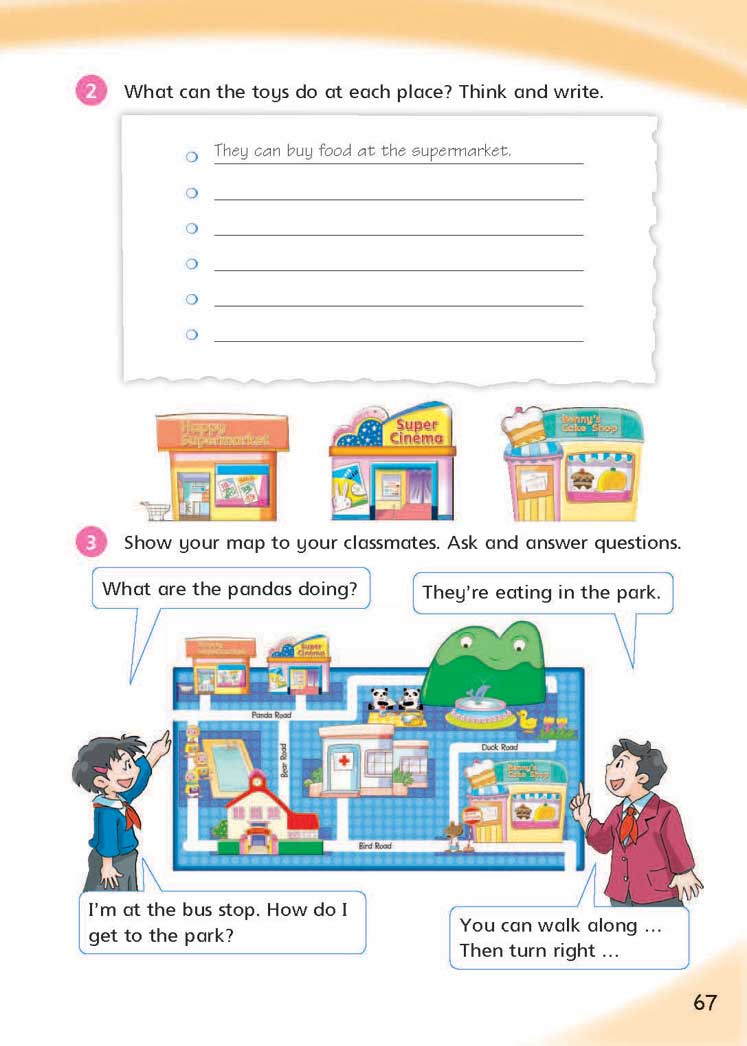 2 What can the toys do at each place? Think and write.
They can buy food at the supermarket.
Happy
Supermarket
Super
Cinema
Benny's
Cake Shop
3 Show your map to your classmates. Ask and answer questions.
What are the pandas doing?
They're eating in the park.
Happy
Supermarket
Super
Cinema
Panda Road
Bear Road
Duck Road
Benny's
Cake Shop
Bird Road
I'm at the bus stop. How do I
get to the park?
You can walk along ...
Then turn right ...
67